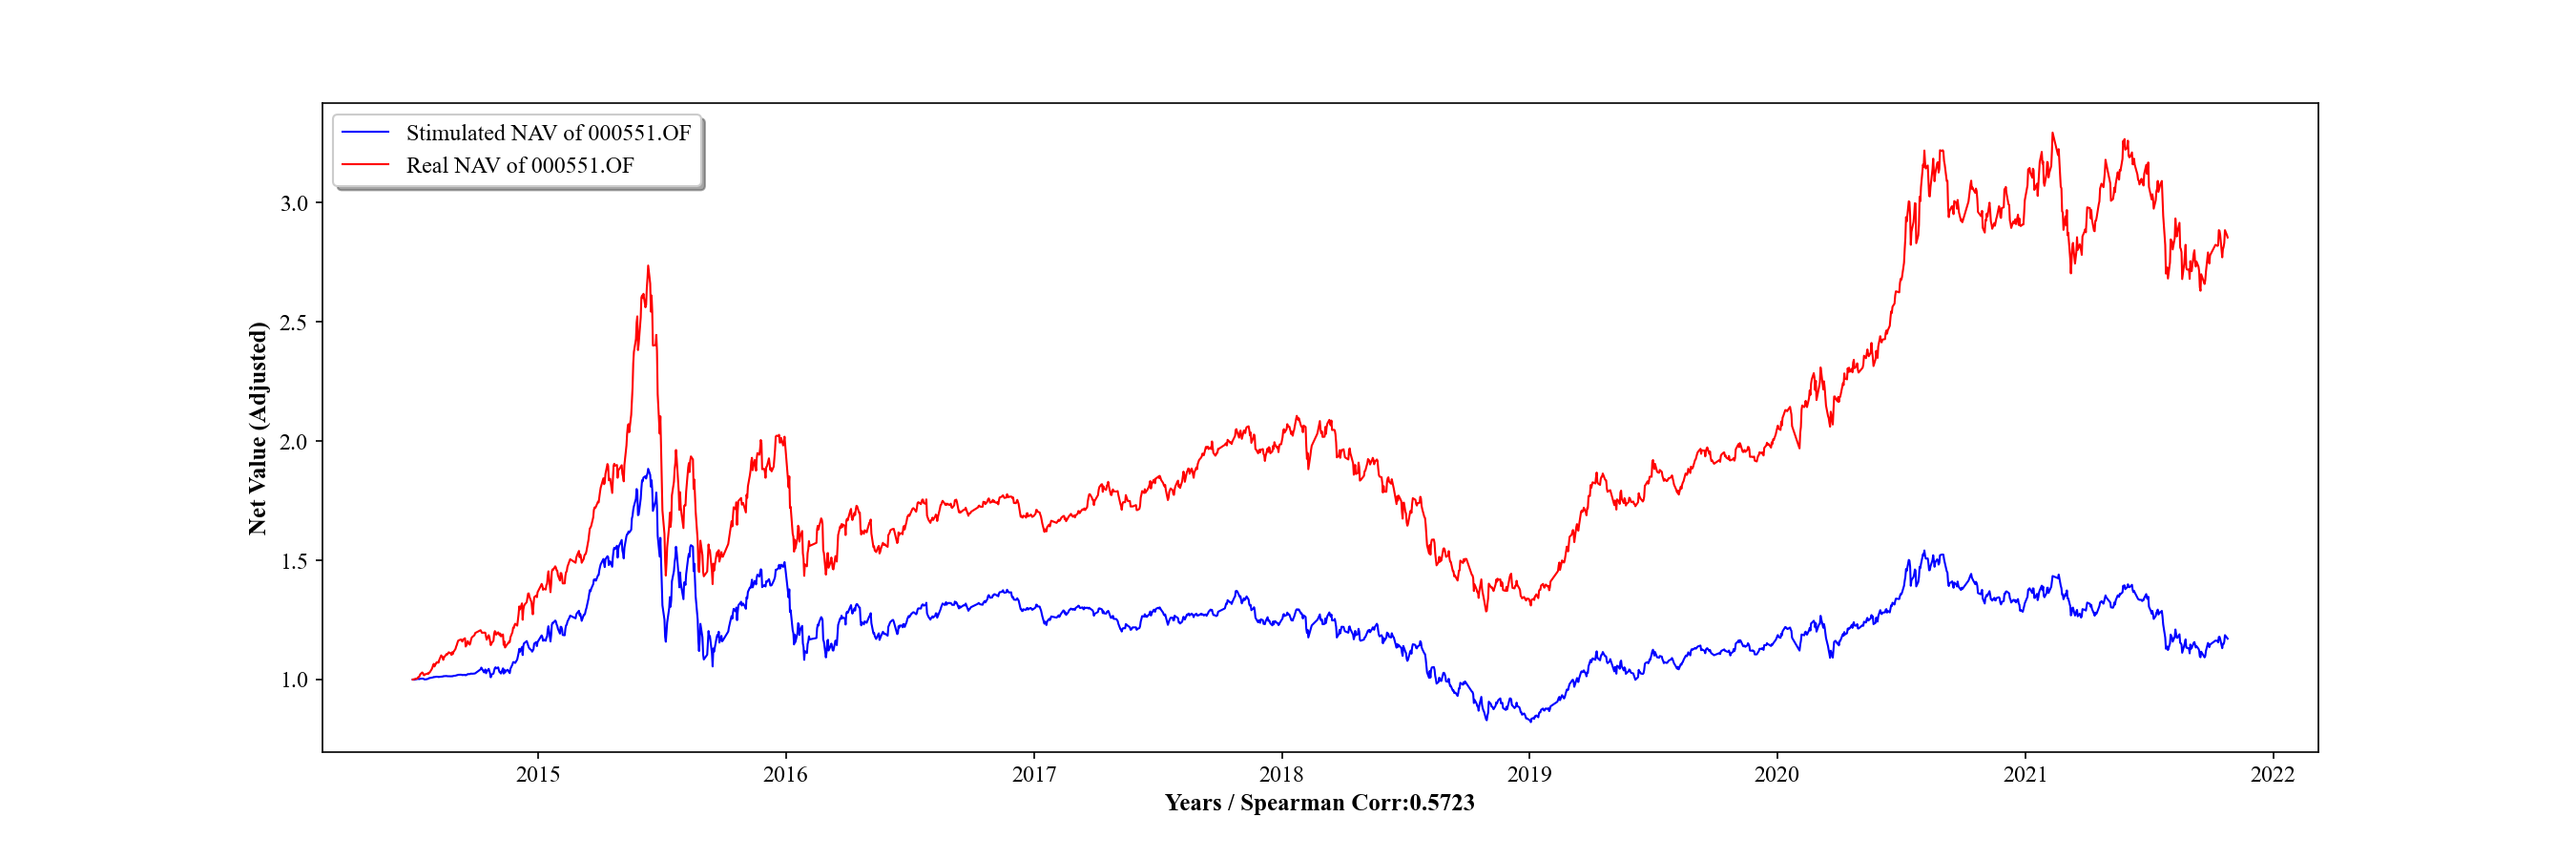 Stimulated NAV of 000551.OF
Real NAV of 000551.OF
Net Value (Adjusted)
3.0
2.5
2.0
1.5
1.0
2015 2016 2017 2018 2019 2020 2021 2022
Years / Spearman Corr:0.5723